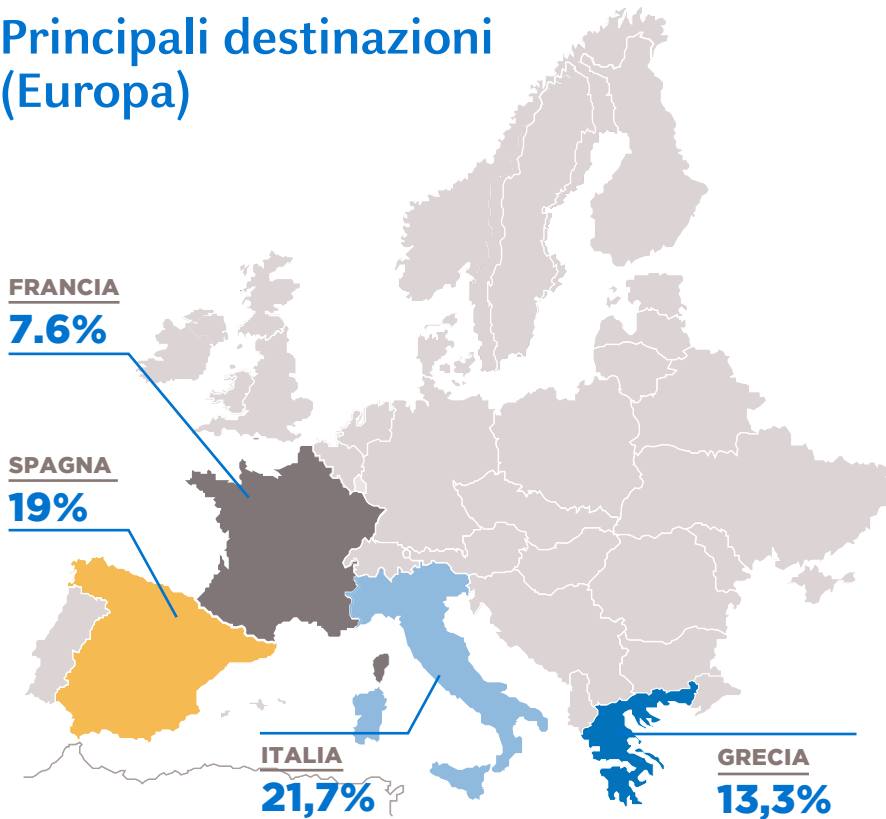 Principali destinazioni
(Europa)
FRANCIA
7.6%
SPAGNA
19%
ITALIA
21,7%
GRECIA
13,3%